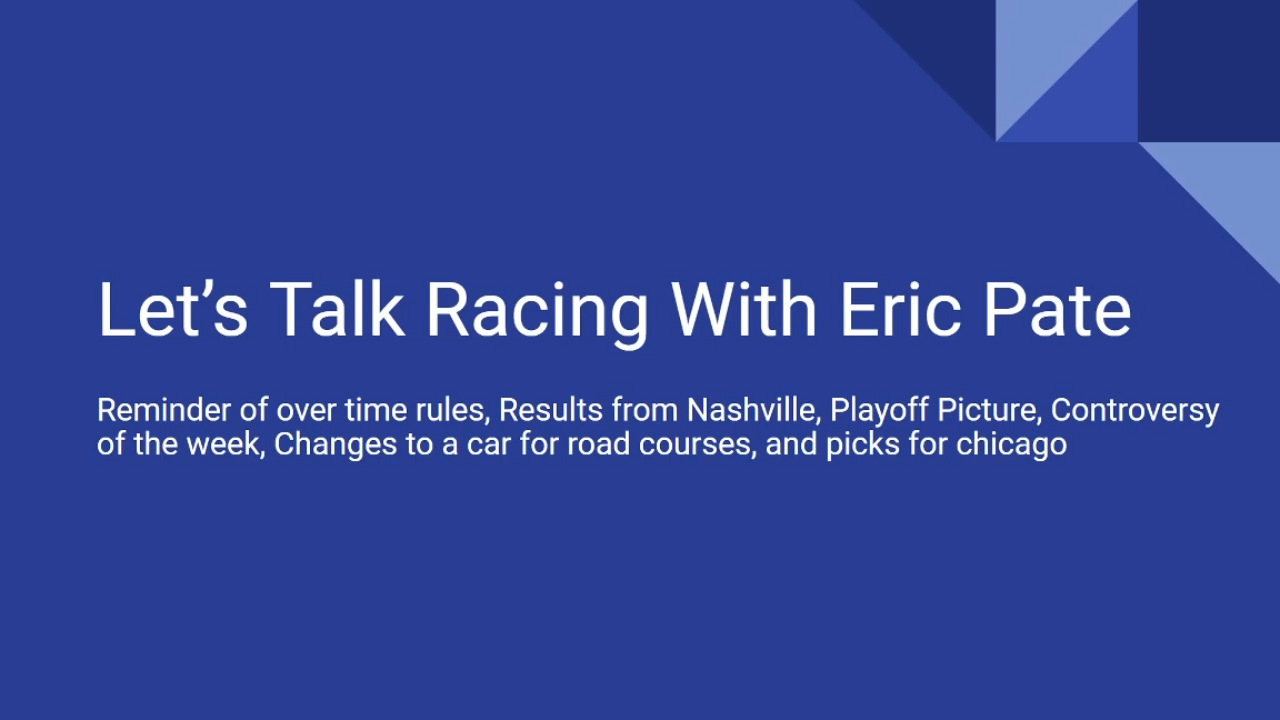 Let’s Talk Racing With Eric Pate
Reminder of over time rules, Results from Nashville, Playoff Picture, Controversy
of the week, Changes to a car for road courses, and picks for chicago